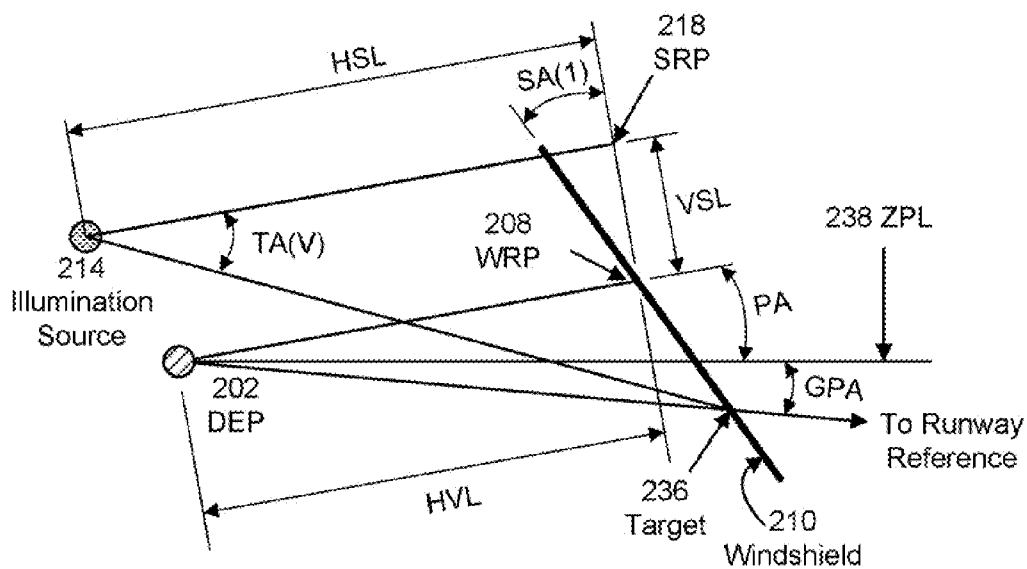 HSL
218
SRP
SA(1)
VSL
208
WRP
238 ZPL
TA(V)
214
Illumination
Source
PA
GPA
202
DEP
To Runway
Reference
HVL
236
Target
210
Windshield